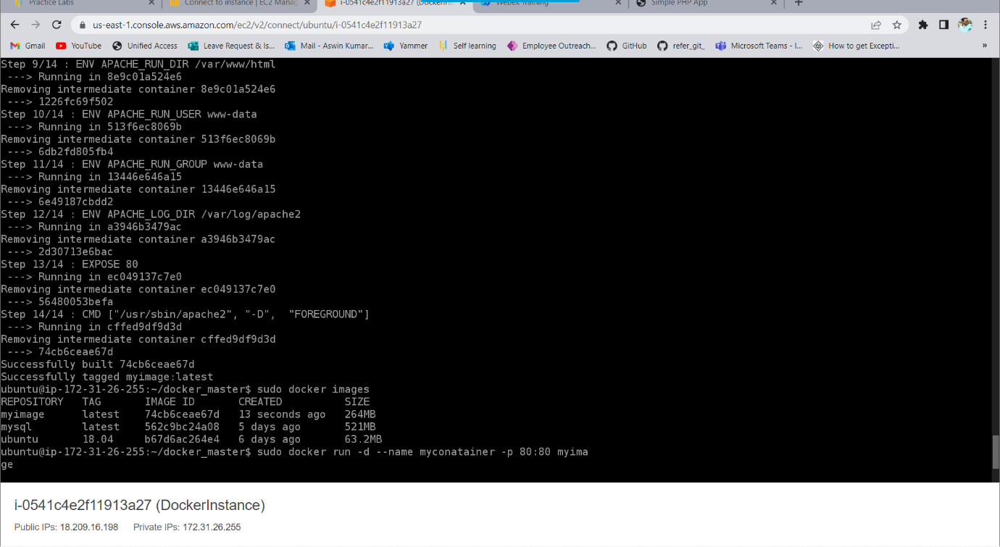 Practice Labs
Connect to instance | EC2 Manag
i-0541c4e2f11913a27 (DockerIns
Webex Training
Simple PHP App
us-east-1.console.aws.amazon.com/ec2/v2/connect/ubuntu/i-0541c4e2f11913a27
Gmail
YouTube
Unified Access
Leave Request & Is...
Mail - Aswin Kumar...
Yammer
Self learning
Employee Outreach...
GitHub
refer_git_
Microsoft Teams - I...
How to get Excepti...
»
Step 9/14 : ENV APACHE_RUN_DIR /var/www/html
 ---> Running in 8e9c01a524e6
Removing intermediate container 8e9c01a524e6
 ---> 1226fc69f502
Step 10/14 : ENV APACHE_RUN_USER www-data
 ---> Running in 513f6ec8069b
Removing intermediate container 513f6ec8069b
 ---> 6db2fd805fb4
Step 11/14 : ENV APACHE_RUN_GROUP www-data
 ---> Running in 13446e646a15
Removing intermediate container 13446e646a15
 ---> 6e49187cbdd2
Step 12/14 : ENV APACHE_LOG_DIR /var/log/apache2
 ---> Running in a3946b3479ac
Removing intermediate container a3946b3479ac
 ---> 2d30713e6bac
Step 13/14 : EXPOSE 80
 ---> Running in ec049137c7e0
Removing intermediate container ec049137c7e0
 ---> 56480053befa
Step 14/14 : CMD ["/usr/sbin/apache2", "-D",  "FOREGROUND"]
 ---> Running in cffed9df9d3d
Removing intermediate container cffed9df9d3d
 ---> 74cb6ceae67d
Successfully built 74cb6ceae67d
Successfully tagged myimage:latest
ubuntu@ip-172-31-26-255:~/docker_master$ sudo docker images
REPOSITORY   TAG       IMAGE ID       CREATED          SIZE
myimage      latest    74cb6ceae67d   13 seconds ago   264MB
mysql        latest    562c9bc24a08   5 days ago       521MB
ubuntu       18.04     b67d6ac264e4   6 days ago       63.2MB
ubuntu@ip-172-31-26-255:~/docker_master$ sudo docker run -d --name myconatainer -p 80:80 myima
ge
i-0541c4e2f11913a27 (DockerInstance)
Public IPs: 18.209.16.198 Private IPs: 172.31.26.255